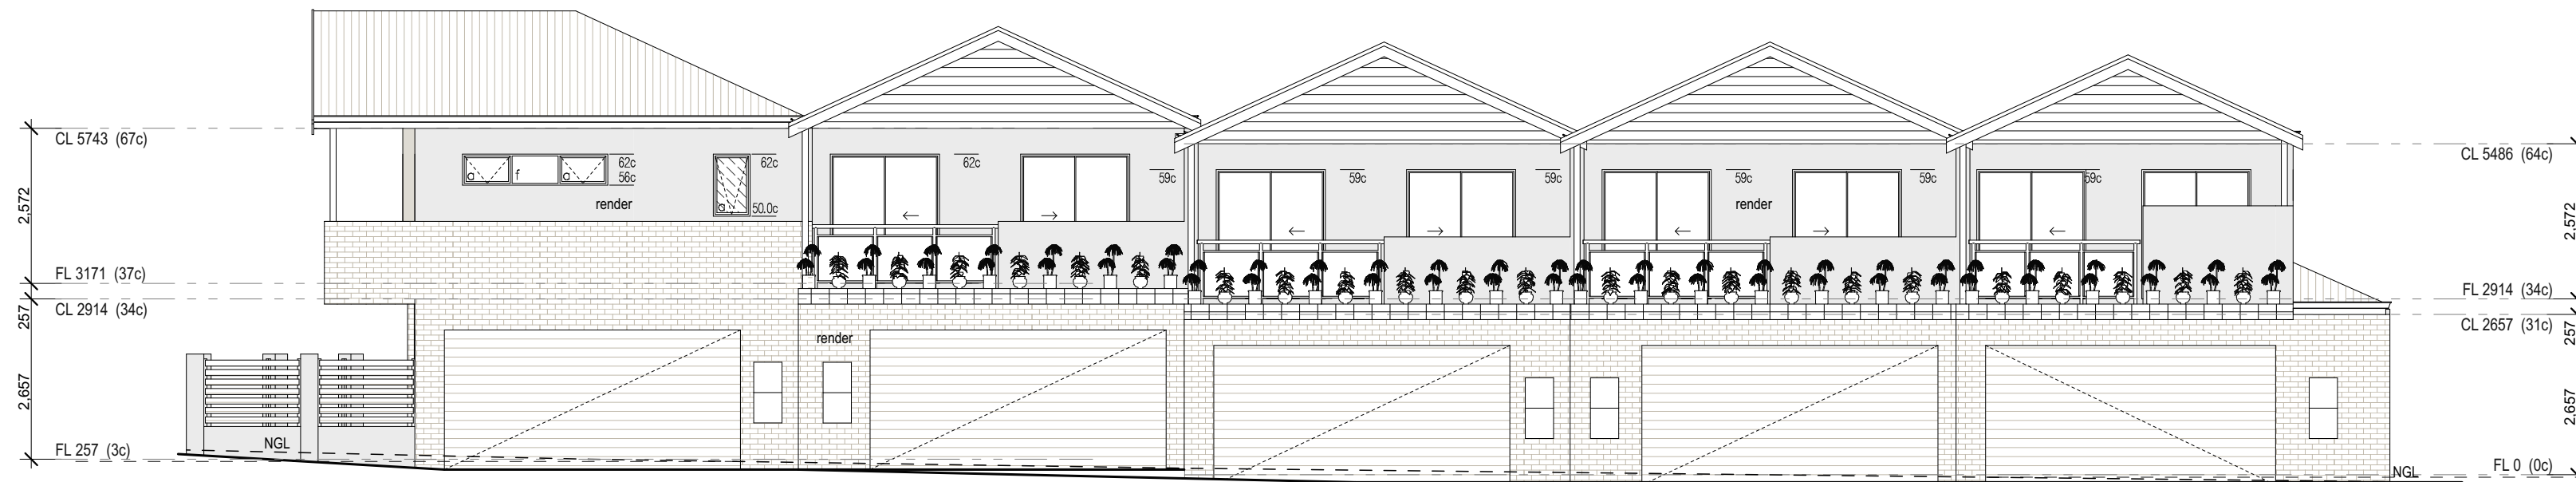 CL 5743 (67c)
2,572
FL 3171 (37c)
257
CL 2914 (34c)
2,657
FL 257 (3c)
NGL
a
f
a
62c
56c
render
a
62c
50.0c
62c
59c
render
59c
59c
59c
render
59c
59c
CL 5486 (64c)
2,572
FL 2914 (34c)
257
CL 2657 (31c)
2,657
FL 0 (0c)
NGL